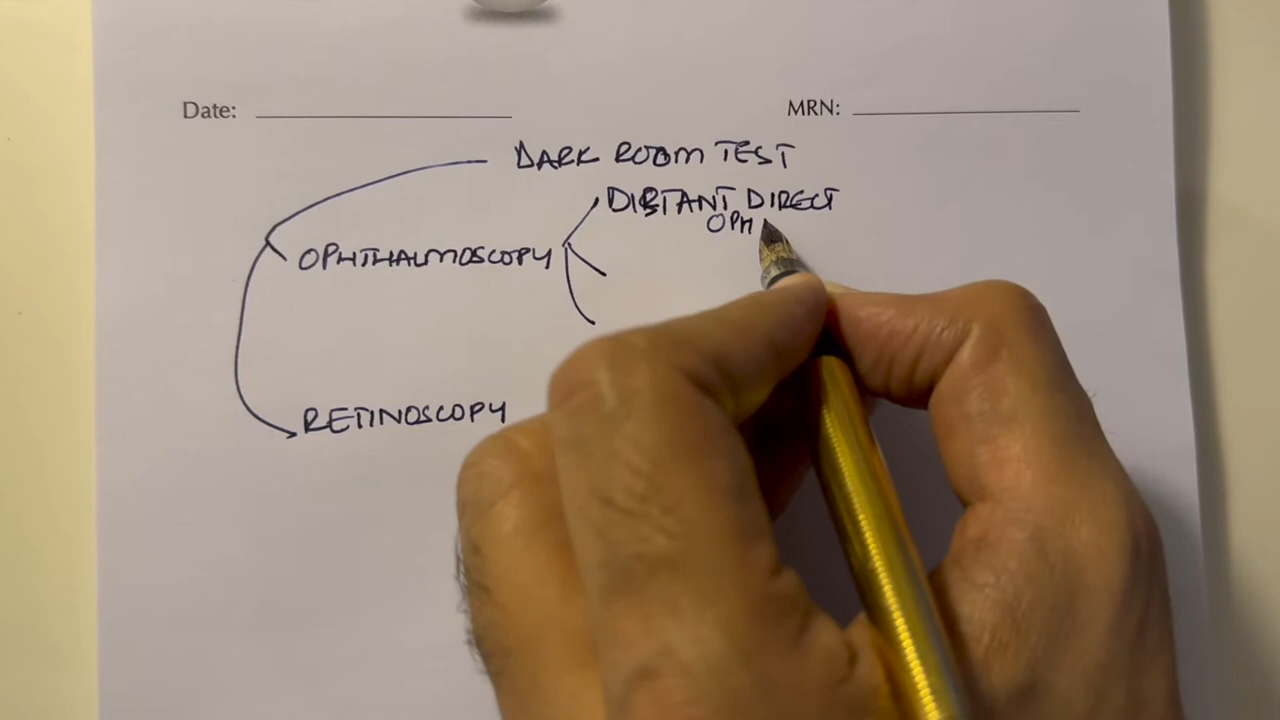 Date: MRN:
DARK ROOM TEST
DISTANT DIRECT
OPH
OPHTHALMOSCOPY
RETINOSCOPY